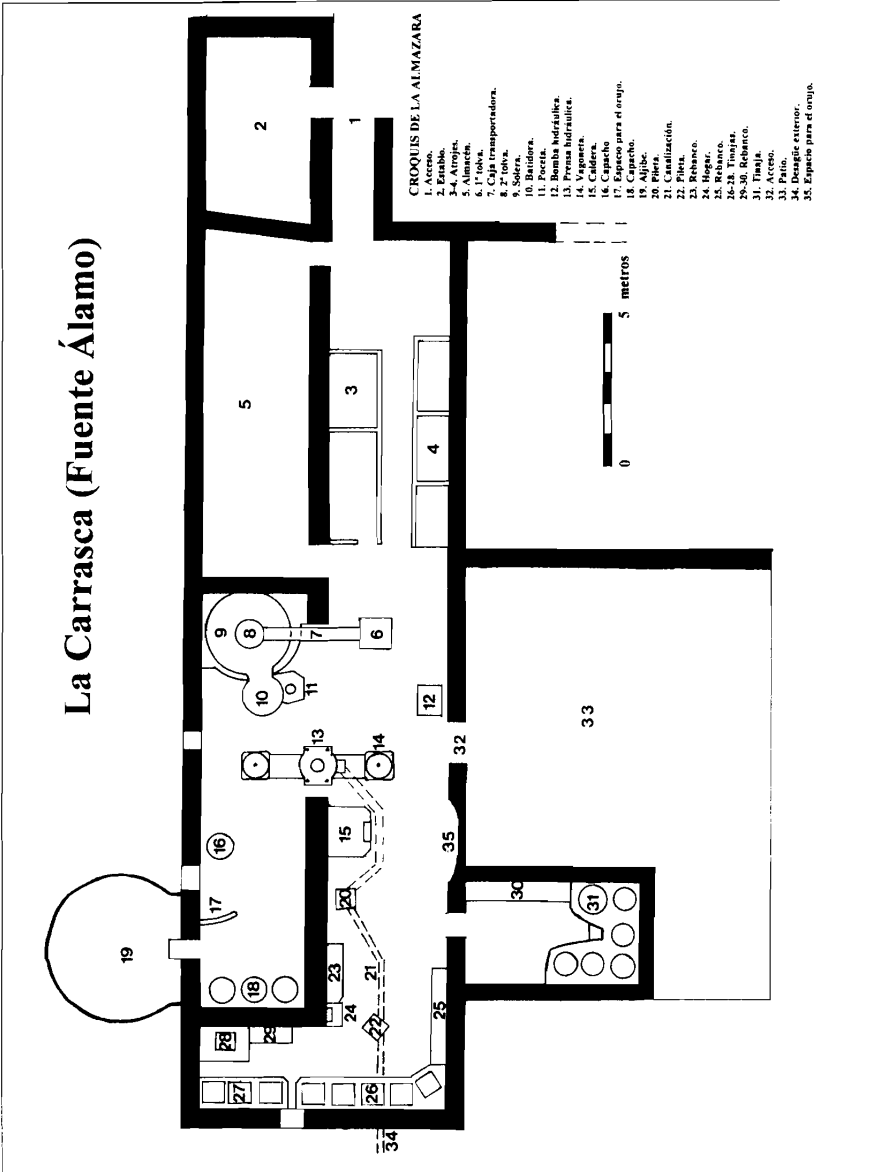 La Carrasca (Fuente Álamo)
CROQUIS DE LA ALMAZARA
1. Acceso.
2. Establo.
3-4. Atrojes.
5. Almacén.
6. 1ª tolva.
7. Caja transportadora.
8. 2ª tolva.
9. Solera.
10. Batidora.
11. Poceta.
12. Bomba hidráulica.
13. Prensa hidráulica.
14. Vagoneta.
15. Caldera.
16. Capacho
17. Espacio para el orujo.
18. Capacho.
19. Aljibe.
20. Pileta.
21. Canalización.
22. Pileta.
23. Rebanco.
24. Hogar.
25. Rebanco.
26-28. Tinajas.
29-30. Rebanco.
31. Tinaja.
32. Acceso.
33. Patio.
34. Desagüe exterior.
35. Espacio para el orujo.
0 5 metros
1
2
3
4
5
6
7
8
9
10
11
12
13
14
15
16
17
18
19
20
21
22
23
24
25
26
27
28
29
30
31
32
33
34
35